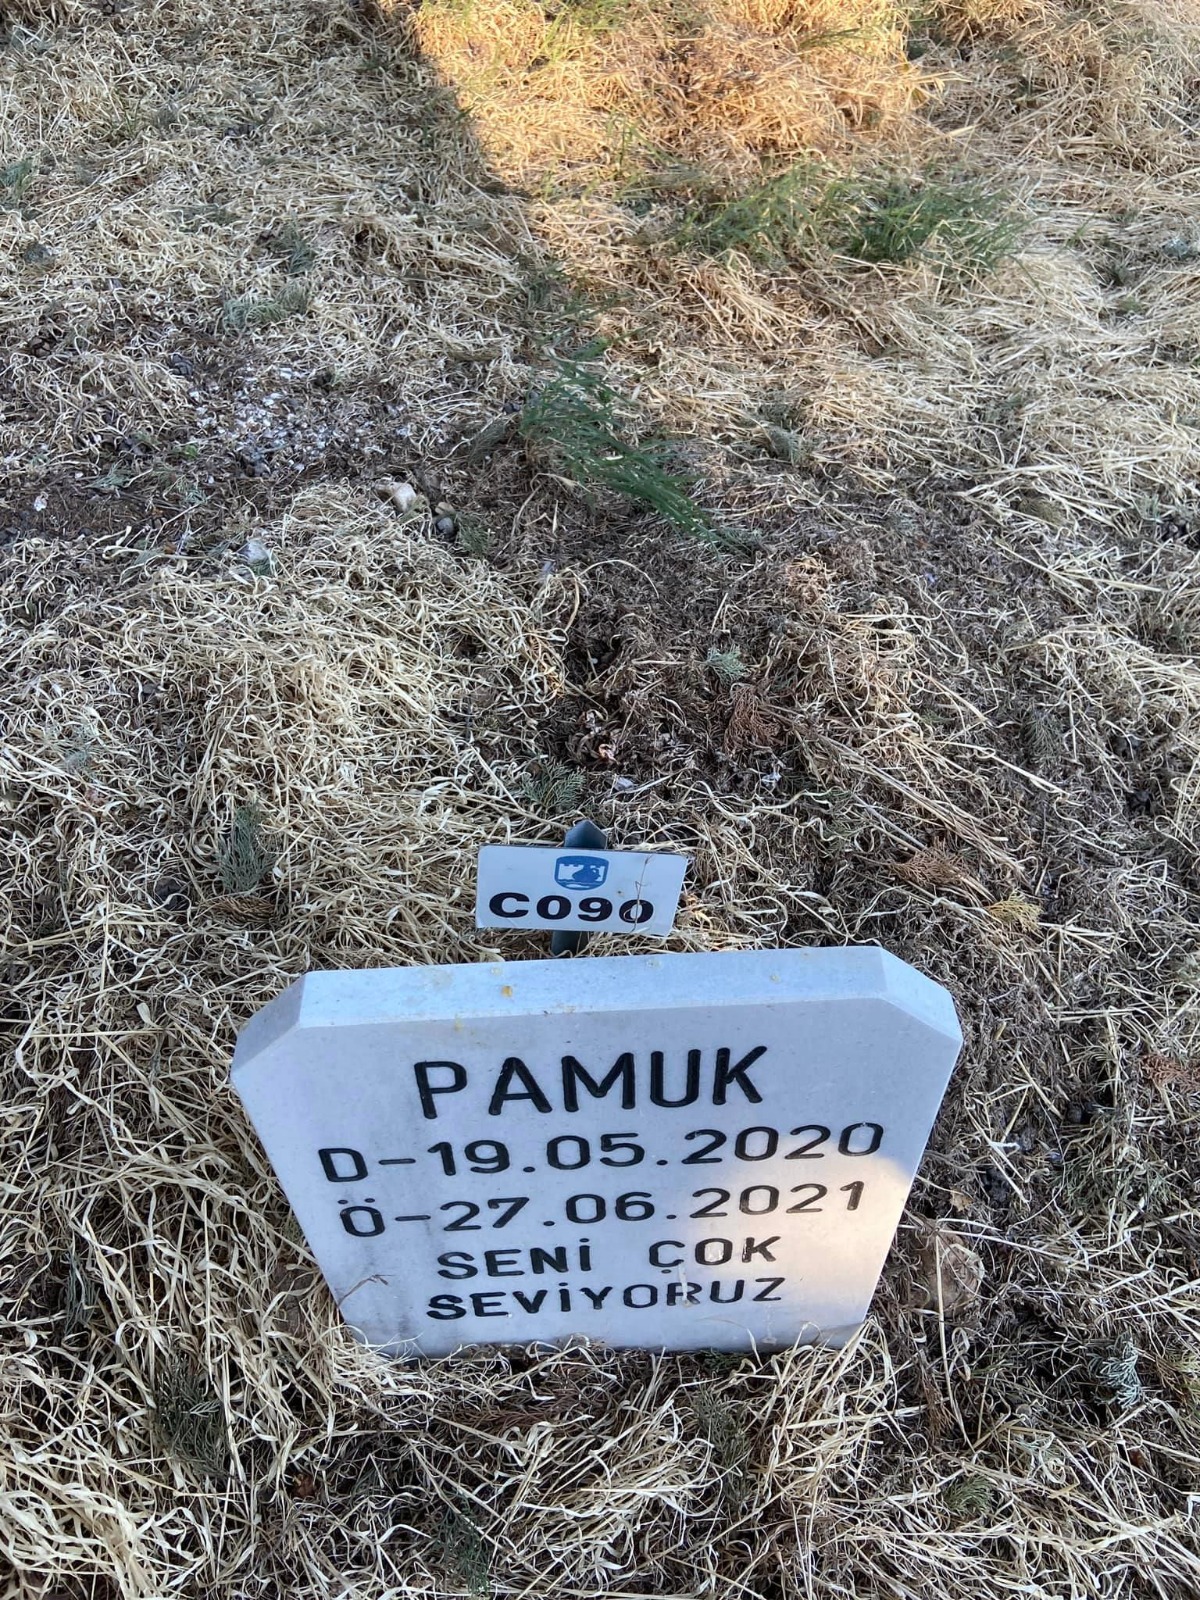 C090
PAMUK
D-19.05.2020
Ö-27.06.2021
SENİ ÇOK
SEVİYORUZ